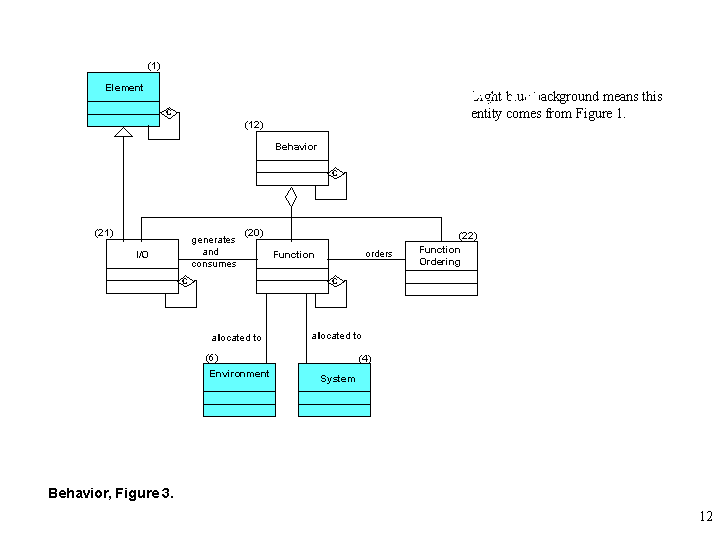 (1)
Element
C
Light blue background means this
entity comes from Figure 1.
(12)
Behavior
C
(21)
I/O
C
generates
and
consumes
(20)
Function
C
orders
(22)
Function
Ordering
allocated to
allocated to
(6)
Environment
(4)
System
Behavior, Figure 3.
12